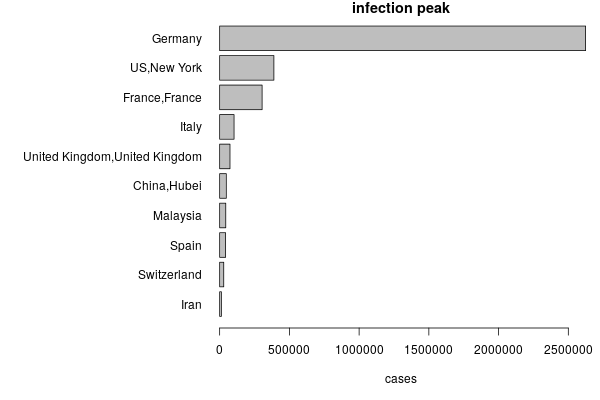 infection peak
Germany
US,New York
France,France
Italy
United Kingdom,United Kingdom
China,Hubei
Malaysia
Spain
Switzerland
Iran
0 500000 1000000 1500000 2000000 2500000
cases